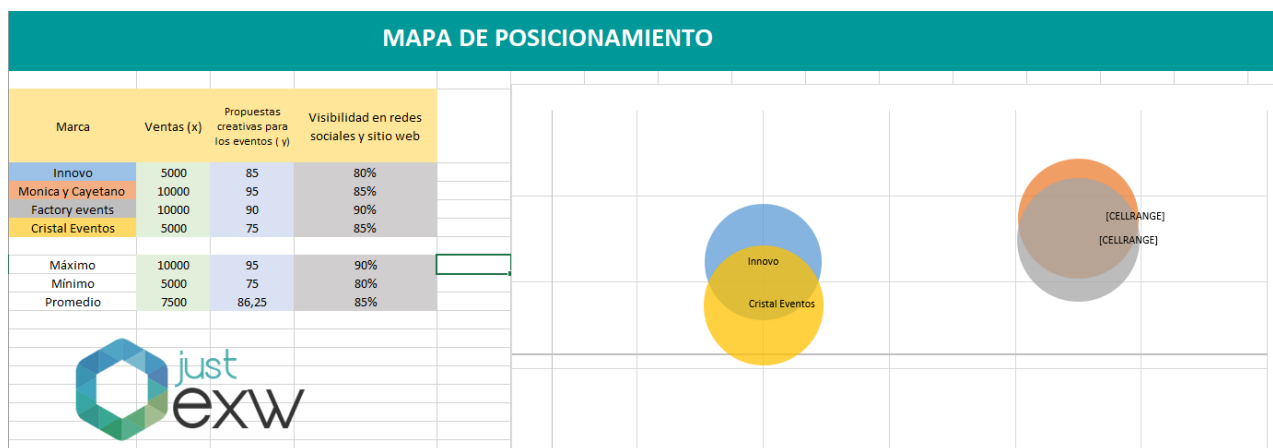 MAPA DE POSICIONAMIENTO
Marca Ventas (x) Propuestas creativas para los eventos ( y) Visibilidad en redes sociales y sitio web
Innovo 5000 85 80%
Monica y Cayetano 10000 95 85%
Factory events 10000 90 90%
Cristal Eventos 5000 75 85%
Máximo 10000 95 90%
Mínimo 5000 75 80%
Promedio 7500 86,25 85%
[CELLRANGE]
[CELLRANGE]
Innovo
Cristal Eventos
just
exw